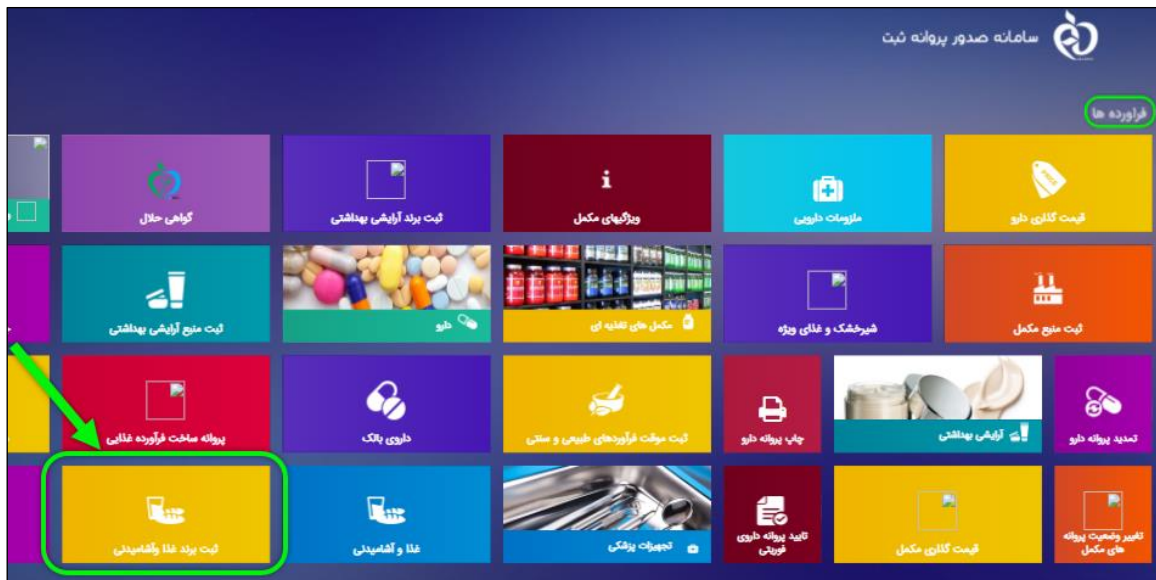 سامانه صدور پروانه ثبت
فراورده ها
قیمت گذاری دارو
ملزومات دارویی
ویژگیهای مکمل
ثبت برند آرایشی بهداشتی
گواهی حلال
ثبت منبع مکمل
شیرخشک و غذای ویژه
مکمل های تغذیه ای
دارو
ثبت منبع آرایشی بهداشتی
تمدید پروانه دارو
آرایشی بهداشتی
چاپ پروانه دارو
ثبت موقت فرآوردهای طبیعی و سنتی
داروی بالک
پروانه ساخت فرآورده غذایی
تغییر وضعیت پروانه
های مکمل
قیمت گذاری مکمل
تایید پروانه داروی
فوریتی
تجهیزات پزشکی
غذا و آشامیدنی
ثبت برند غذا وآشامیدنی